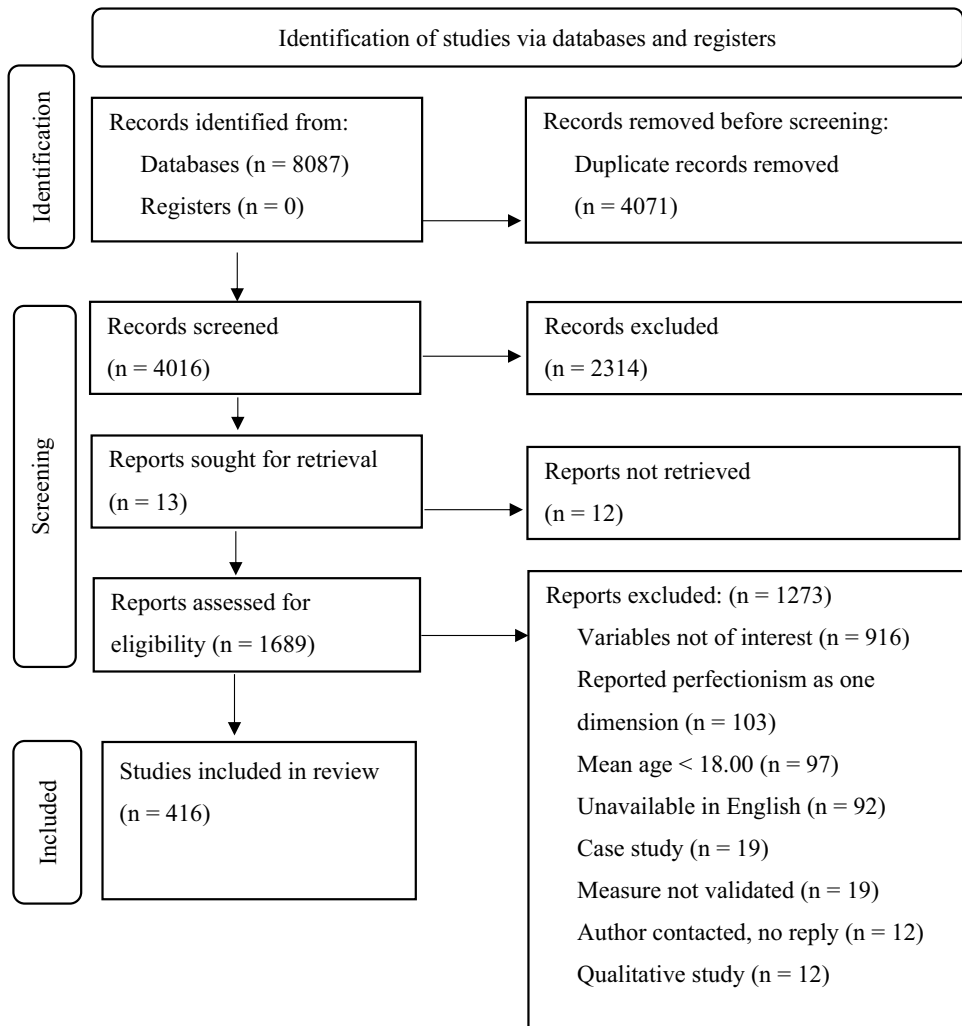 Identification of studies via databases and registers
Identification
Records identified from:
Databases (n = 8087)
Registers (n = 0)
Records removed before screening:
Duplicate records removed
(n = 4071)
Screening
Records screened
(n = 4016)
Records excluded
(n = 2314)
Reports sought for retrieval
(n = 13)
Reports not retrieved
(n = 12)
Reports assessed for
eligibility (n = 1689)
Reports excluded: (n = 1273)
Variables not of interest (n = 916)
Reported perfectionism as one
dimension (n = 103)
Mean age < 18.00 (n = 97)
Unavailable in English (n = 92)
Case study (n = 19)
Measure not validated (n = 19)
Author contacted, no reply (n = 12)
Qualitative study (n = 12)
Included
Studies included in review
(n = 416)